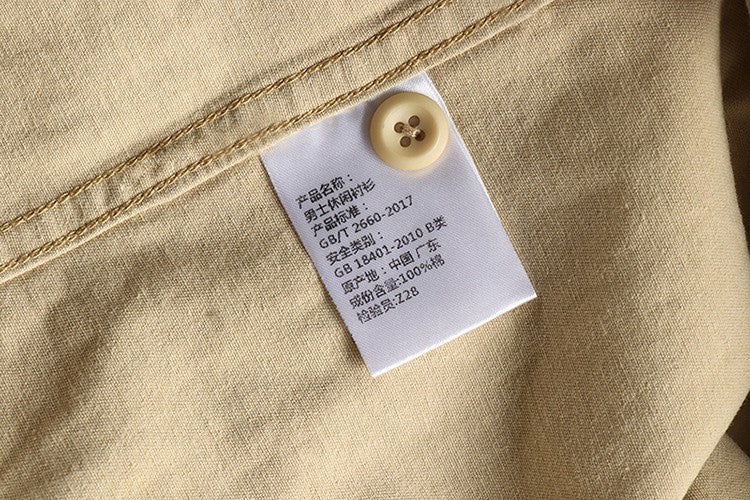 产品名称：
男士休闲衬衫
产品标准：
GB/T 2660-2017
安全类别：
GB 18401-2010 B类
原产地：中国 广东
成份含量:100%棉
检验员:Z28